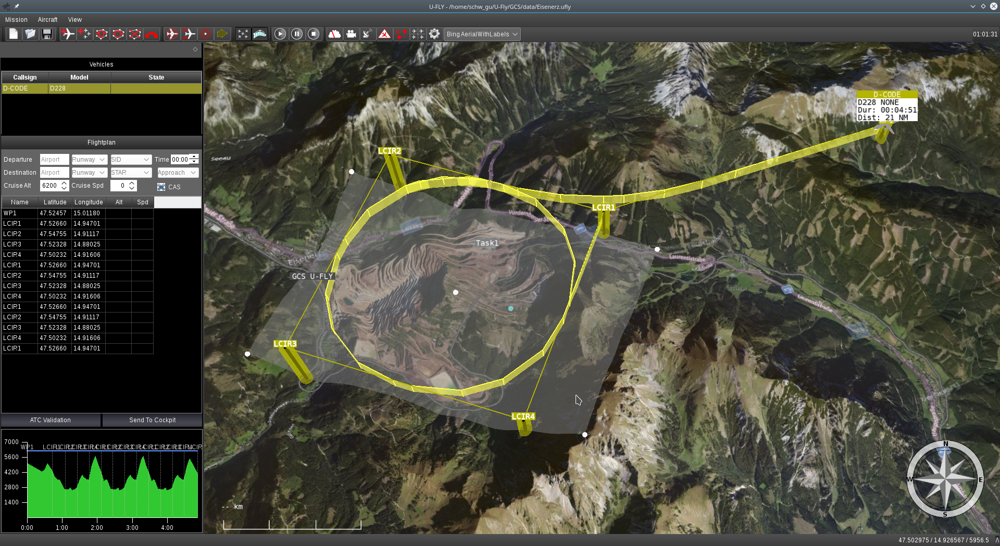 U-FLY - /home/schw_gu/U-Fly/GCS/data/Eisenerz.ufly
Mission Aircraft View
BingAerialWithLabels
01:01:31
Vehicles
Callsign Model State
D-CODE D228
Flightplan
Departure Airport Runway SID Time 00:00
Destination Airport Runway STAR Approach
Cruise Alt 6200 Cruise Spd 0 CAS
Name Latitude Longitude Alt Spd
WP1 47.52457 15.01180
LCIR1 47.52660 14.94701
LCIR2 47.54755 14.91117
LCIR3 47.52328 14.88025
LCIR4 47.50232 14.91606
LCIR1 47.52660 14.94701
LCIR2 47.54755 14.91117
LCIR3 47.52328 14.88025
LCIR4 47.50232 14.91606
LCIR1 47.52660 14.94701
LCIR2 47.54755 14.91117
LCIR3 47.52328 14.88025
LCIR4 47.50232 14.91606
LCIR1 47.52660 14.94701
ATC Validation Send To Cockpit
7000
WP1
5600
4200
2800
1400
0:00 1:00 2:00 3:00 4:00
D-CODE
D228 NONE
Dur: 00:04:51
Dist: 21 NM
LCIR2
Seeau
LCIR1
Vordernberger Straße
Task1
Laurentistraße
GCS U-FLY
Laurentistraße
LCIR3
LCIR4
-- km
N
W E
S
47.502975 / 14.926567 / 5956.5